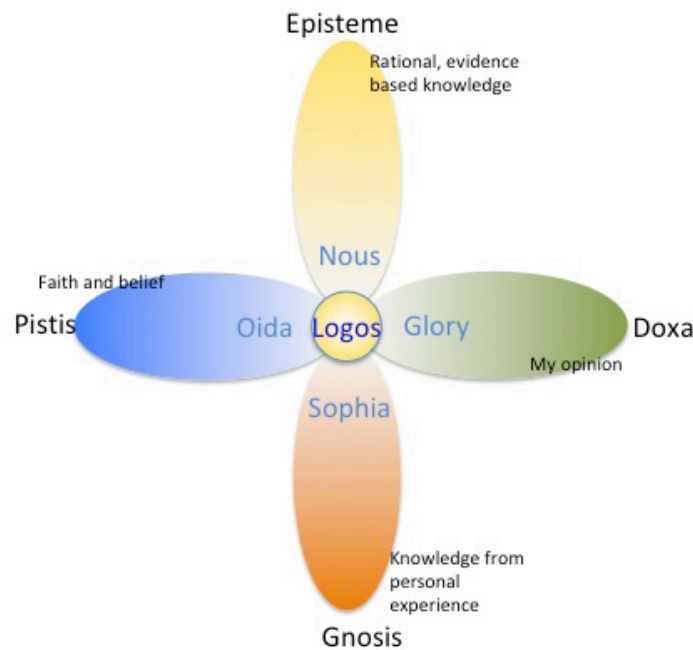 Episteme
Rational, evidence
based knowledge
Nous
Faith and belief
Pistis
Oida
Logos
Glory
Doxa
My opinion
Sophia
Knowledge from
personal
experience
Gnosis